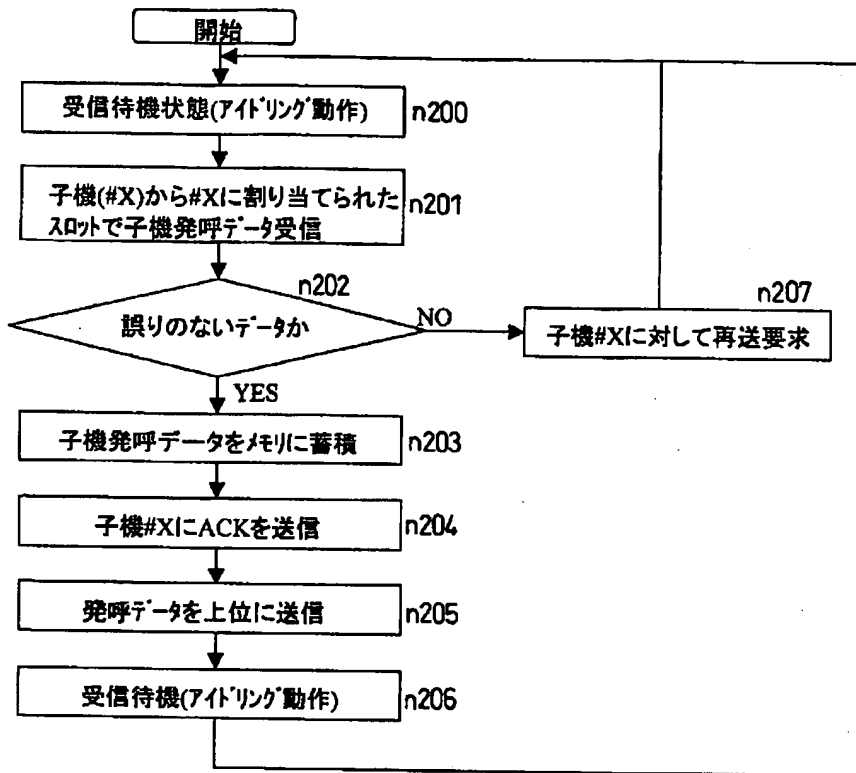 開始
受信待機状態(アイドリング動作)
n200
子機(#X)から#Xに割り当てられた
スロットで子機発呼データ受信
n201
n202
誤りのないデータか
NO
n207
子機#Xに対して再送要求
YES
子機発呼データをメモリに蓄積
n203
子機#XにACKを送信
n204
発呼データを上位に送信
n205
受信待機(アイドリング動作)
n206